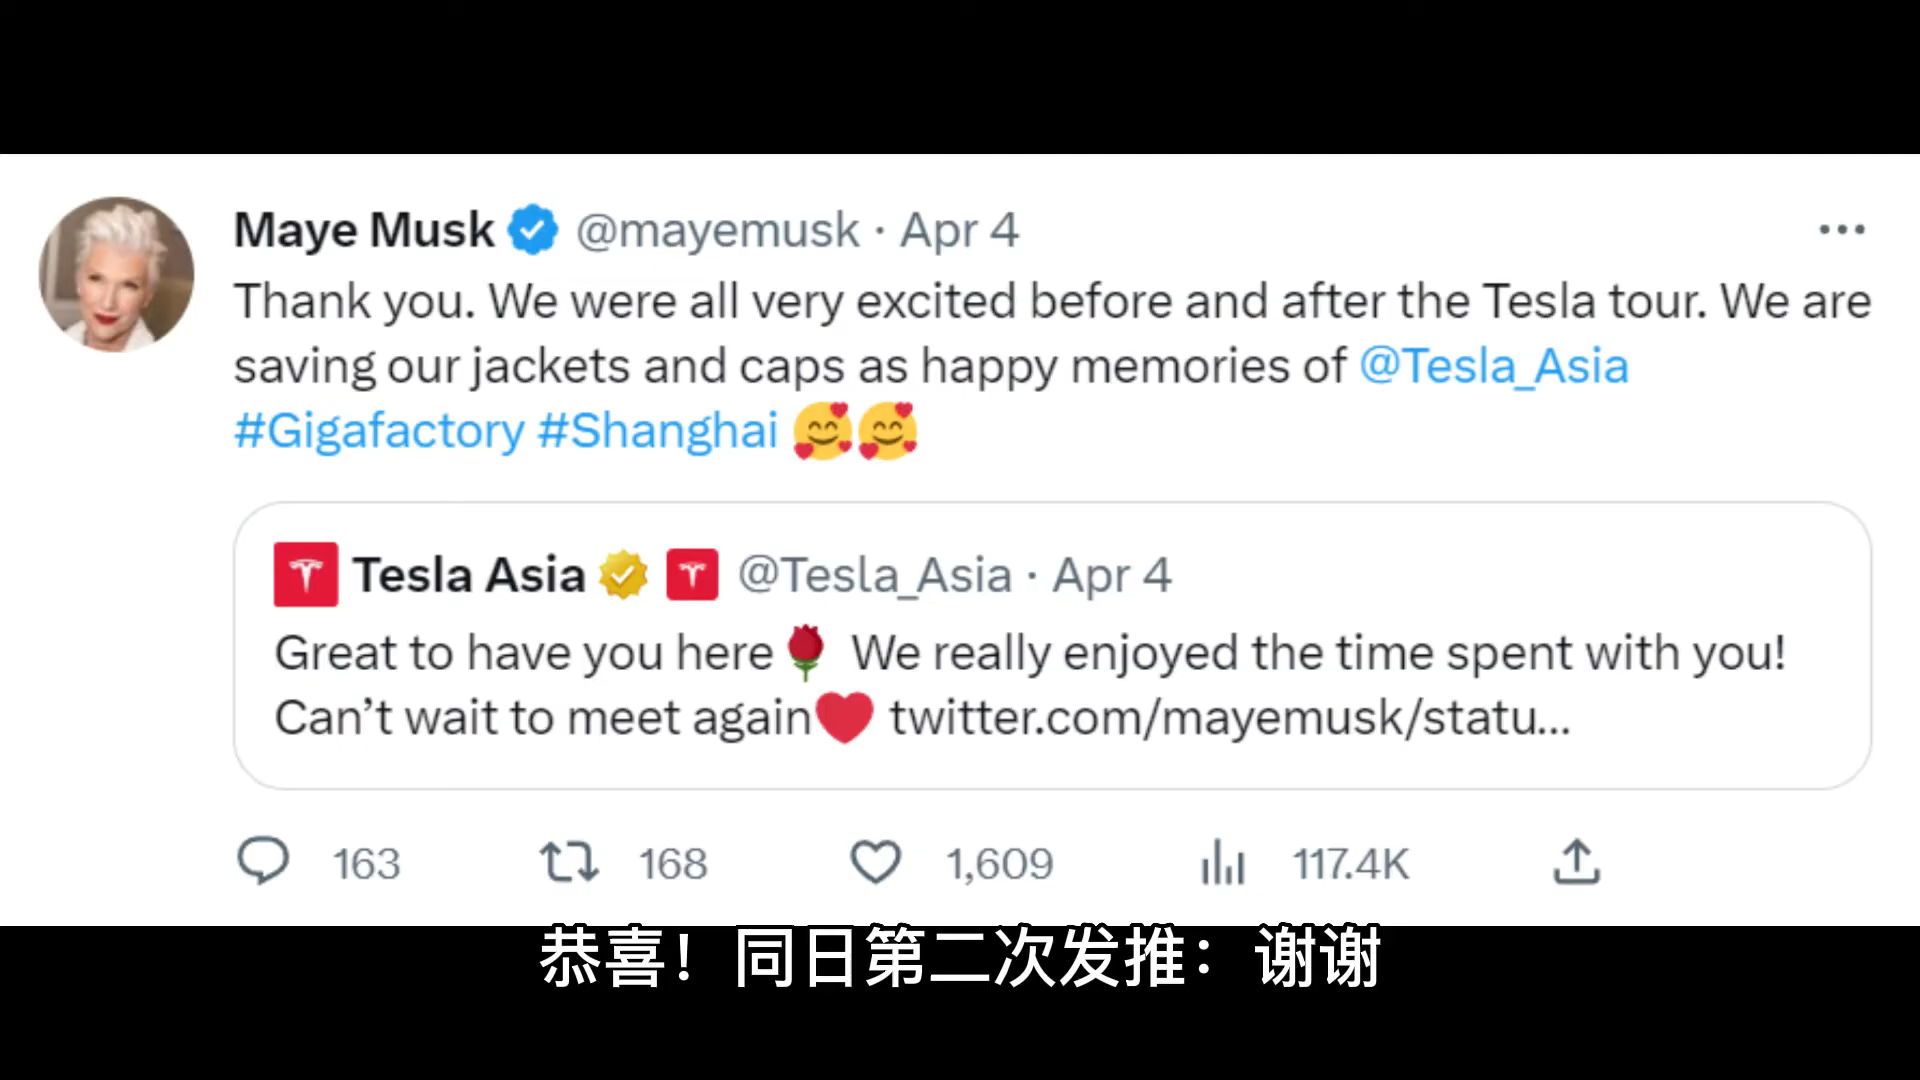 Maye Musk @mayemusk · Apr 4
Thank you. We were all very excited before and after the Tesla tour. We are
saving our jackets and caps as happy memories of @Tesla_Asia
#Gigafactory #Shanghai 🥰🥰
Tesla Asia @Tesla_Asia · Apr 4
Great to have you here🌹 We really enjoyed the time spent with you!
Can’t wait to meet again❤️ twitter.com/mayemusk/statu...
163 168 1,609 117.4K
恭喜！同日第二次发推：谢谢